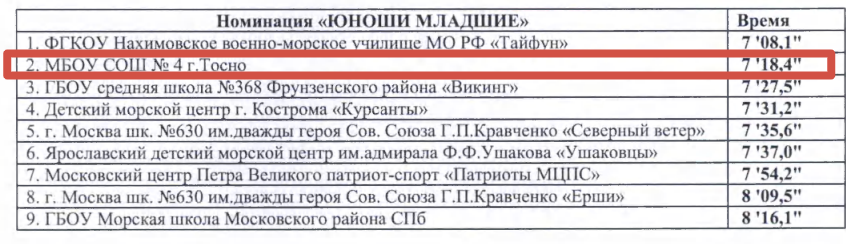 Номинация «ЮНОШИ МЛАДШИЕ» Время
1. ФГКОУ Нахимовское военно-морское училище МО РФ «Тайфун» 7 '08,1"
2. МБОУ СОШ № 4 г.Тосно 7 '18,4"
3. ГБОУ средняя школа №368 Фрунзенского района «Викинг» 7 '27,5"
4. Детский морской центр г. Кострома «Курсанты» 7 '31,2"
5. г. Москва шк. №630 им.дважды героя Сов. Союза Г.П.Кравченко «Северный ветер» 7 '35,6"
6. Ярославский детский морской центр им.адмирала Ф.Ф.Ушакова «Ушаковцы» 7 '37,0"
7. Московский центр Петра Великого патриот-спорт «Патриоты МЦПС» 7 '54,2"
8. г. Москва шк. №630 им.дважды героя Сов. Союза Г.П.Кравченко «Ерши» 8 '09,5"
9. ГБОУ Морская школа Московского района СПб 8 '16,1"